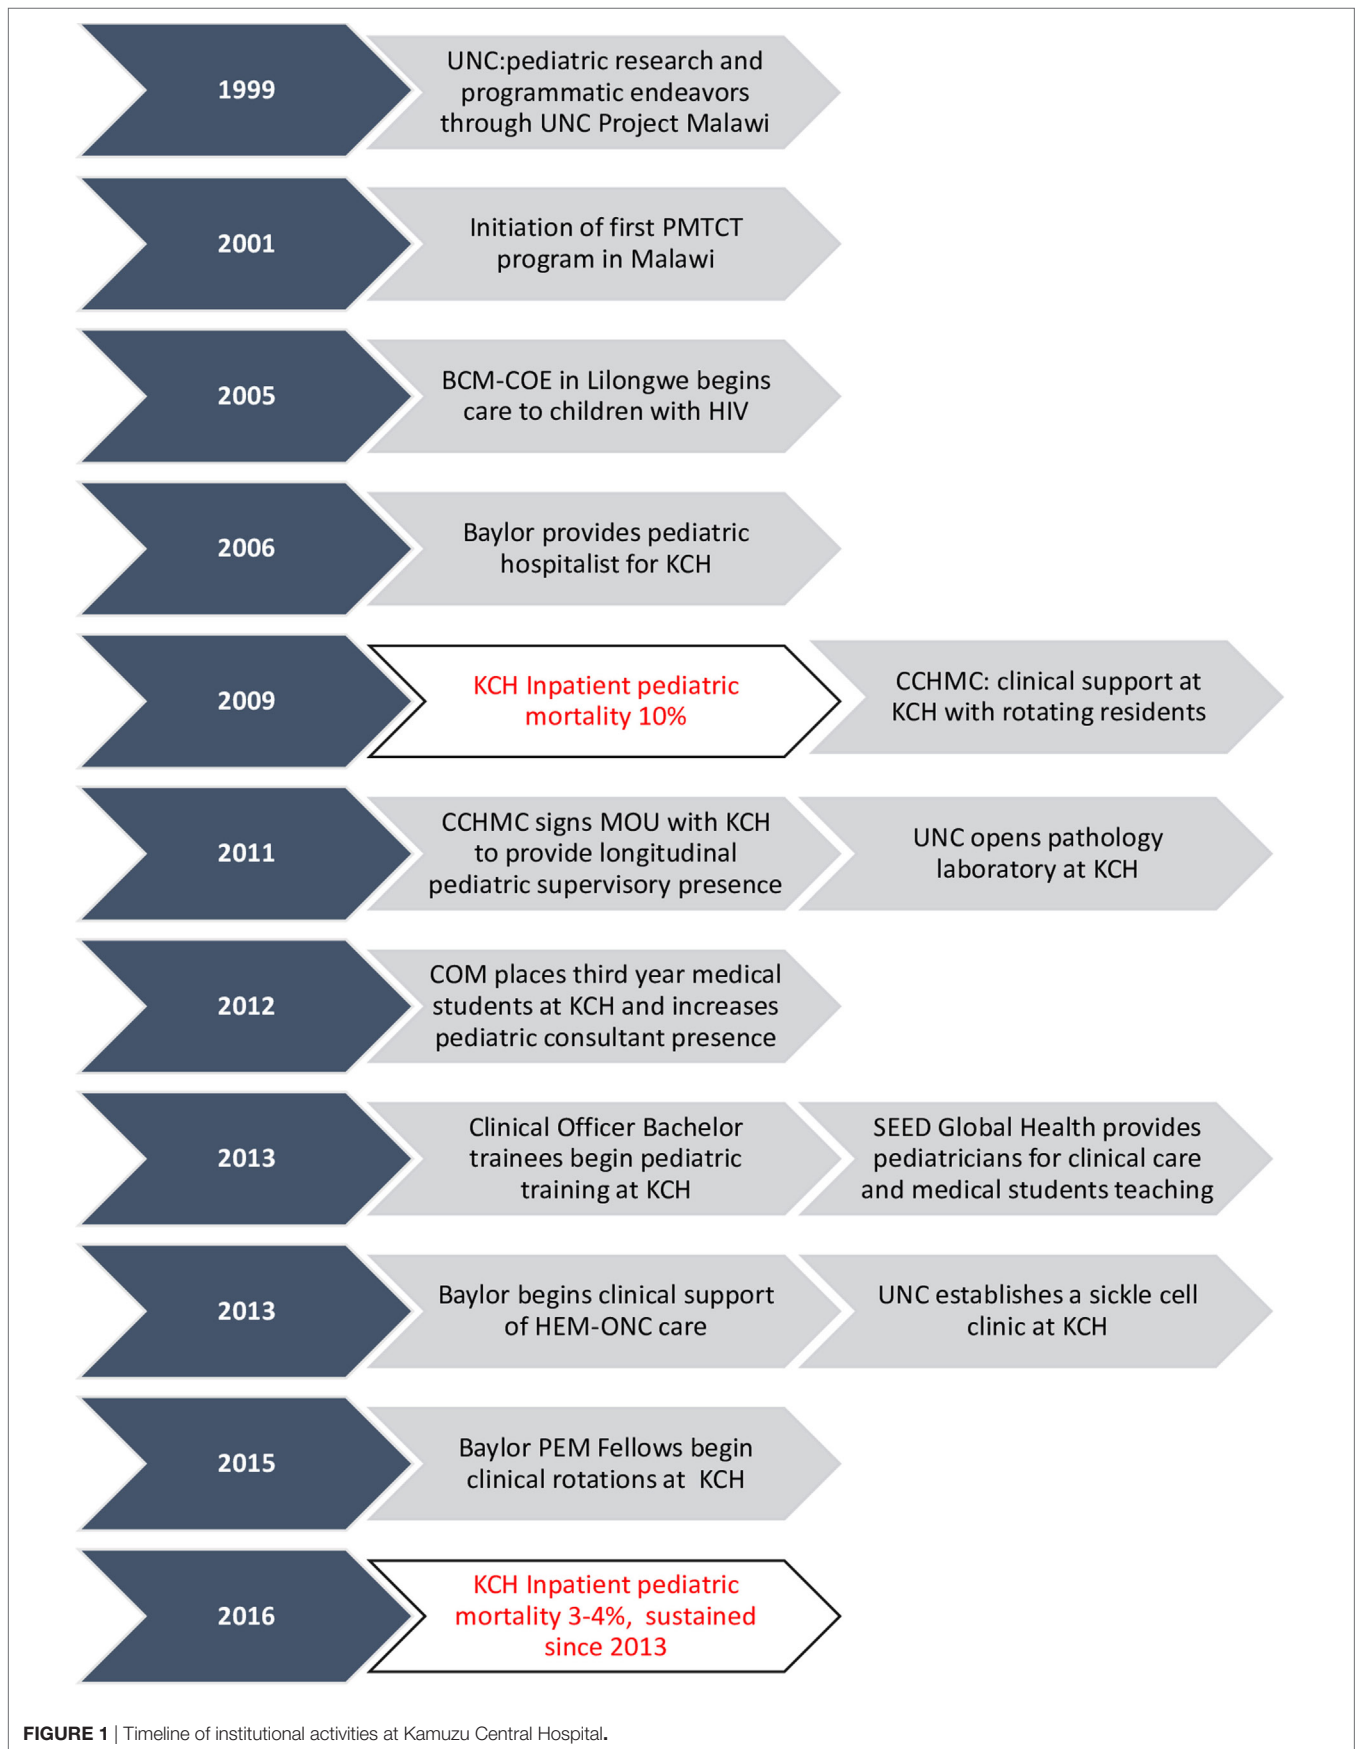 1999
UNC:pediatric research and
programmatic endeavors
through UNC Project Malawi
2001
Initiation of first PMTCT
program in Malawi
2005
BCM-COE in Lilongwe begins
care to children with HIV
2006
Baylor provides pediatric
hospitalist for KCH
2009
KCH Inpatient pediatric
mortality 10%
CCHMC: clinical support at
KCH with rotating residents
2011
CCHMC signs MOU with KCH
to provide longitudinal
pediatric supervisory presence
UNC opens pathology
laboratory at KCH
2012
COM places third year medical
students at KCH and increases
pediatric consultant presence
2013
Clinical Officer Bachelor
trainees begin pediatric
training at KCH
SEED Global Health provides
pediatricians for clinical care
and medical students teaching
2013
Baylor begins clinical support
of HEM-ONC care
UNC establishes a sickle cell
clinic at KCH
2015
Baylor PEM Fellows begin
clinical rotations at KCH
2016
KCH Inpatient pediatric
mortality 3-4%, sustained
since 2013
FIGURE 1 | Timeline of institutional activities at Kamuzu Central Hospital.